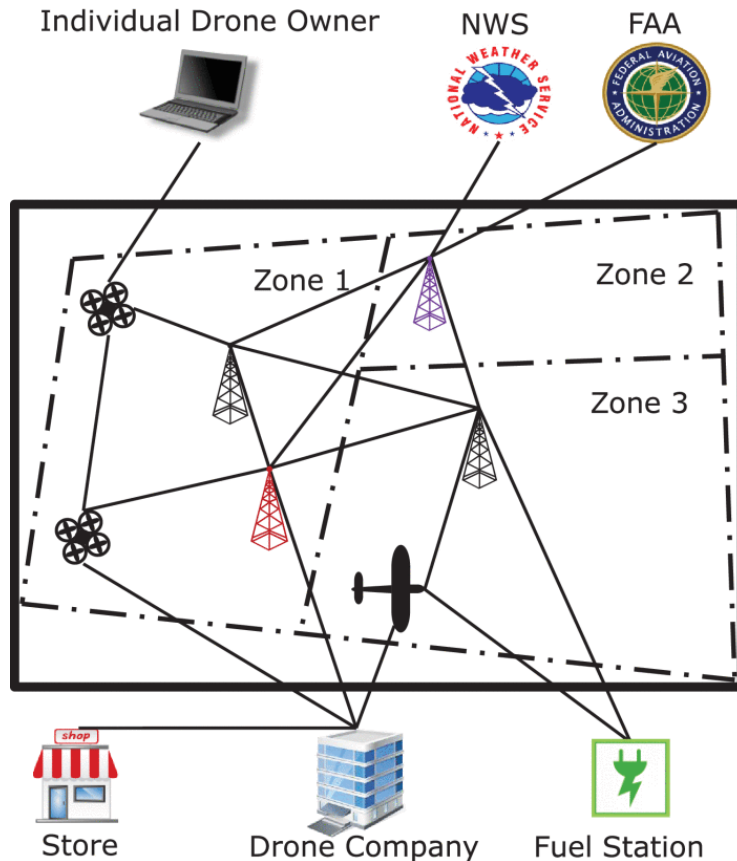 Individual Drone Owner
NWS
FAA
NATIONAL WEATHER SERVICE
FEDERAL AVIATION
ADMINISTRATION
Zone 1
Zone 2
Zone 3
shop
Store
Drone Company
Fuel Station